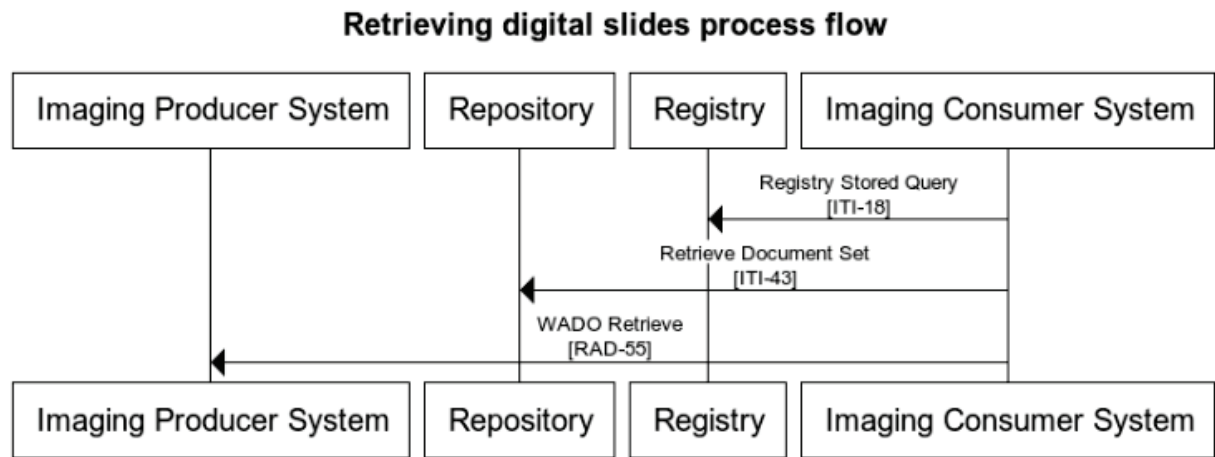 Retrieving digital slides process flow
Imaging Producer System
Repository
Registry
Imaging Consumer System
Registry Stored Query
[ITI-18]
Retrieve Document Set
[ITI-43]
WADO Retrieve
[RAD-55]
Imaging Producer System
Repository
Registry
Imaging Consumer System